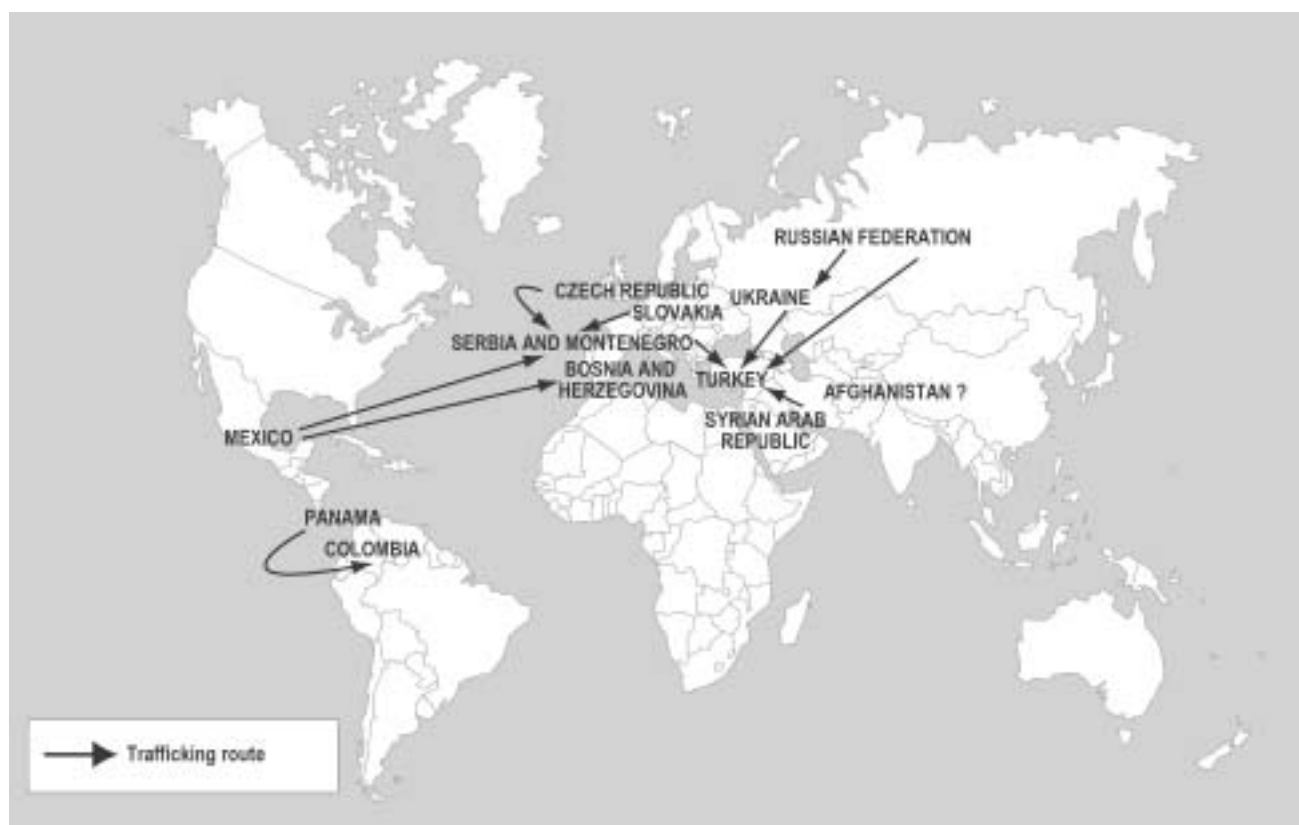 RUSSIAN FEDERATION
CZECH REPUBLIC
UKRAINE
SLOVAKIA
SERBIA AND MONTENEGRO
BOSNIA AND
HERZEGOVINA
TURKEY
AFGHANISTAN ?
SYRIAN ARAB
REPUBLIC
MEXICO
PANAMA
COLOMBIA
Trafficking route